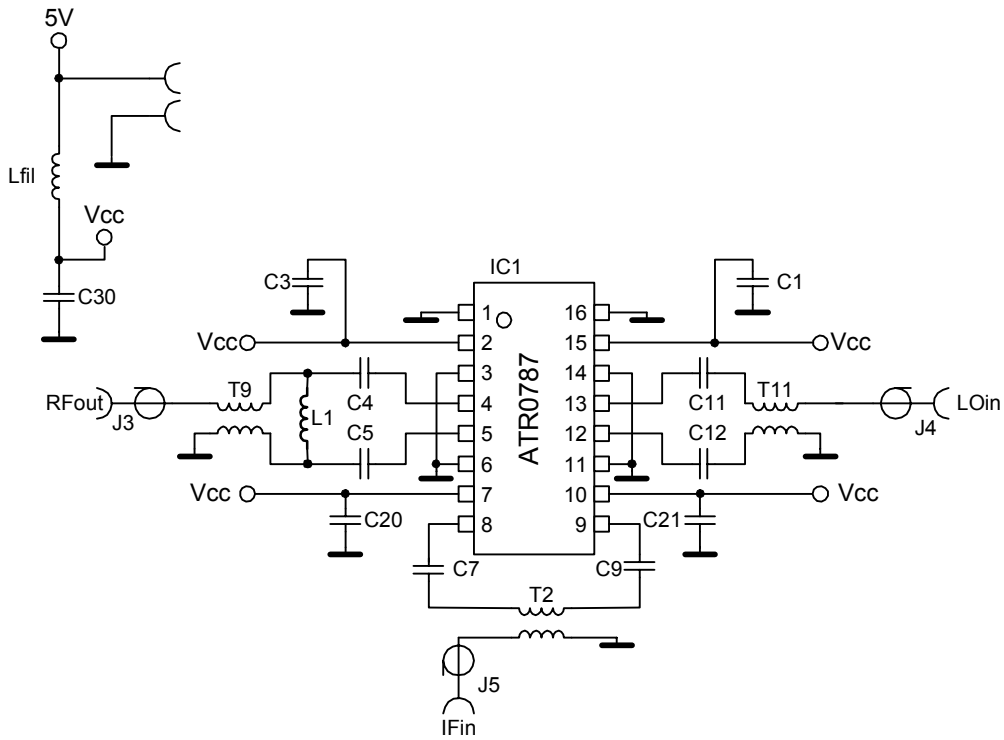 5V
Lfil
Vcc
C30
C3
IC1
C1
1
16
Vcc
2
15
Vcc
ATR0787
3
14
T9
C4
4
13
C11
T11
RFout
J3
L1
LOin
J4
C5
5
12
C12
6
11
Vcc
7
10
Vcc
C20
8
9
C21
C7
C9
T2
J5
IFin